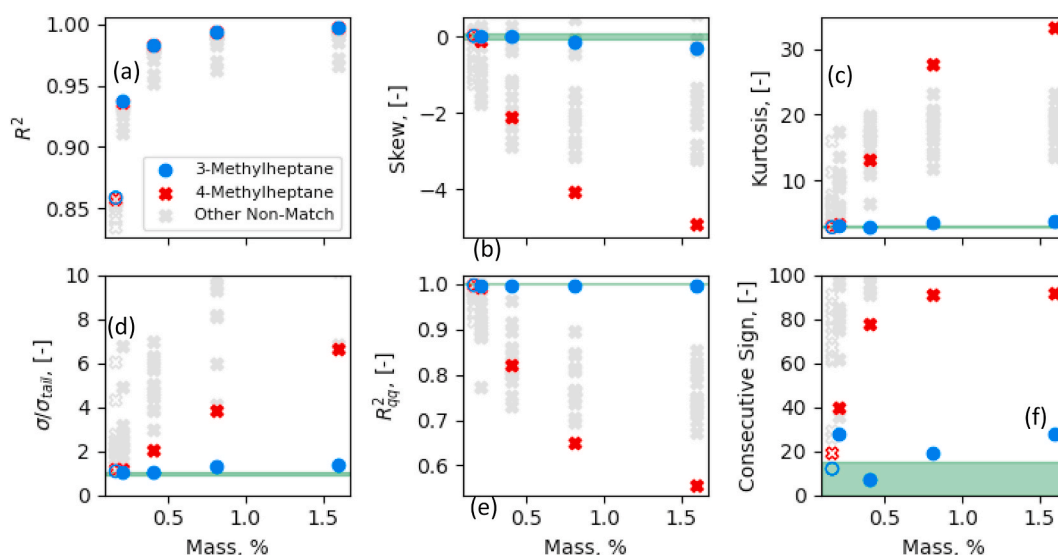 1.00
0.95
0.90
0.85
R²
(a)
3-Methylheptane
4-Methylheptane
Other Non-Match
0
−2
−4
Skew, [-]
(b)
30
20
10
Kurtosis, [-]
(c)
10
8
6
4
2
0
σ/σtail, [-]
(d)
0.5
1.0
1.5
Mass, %
1.0
0.9
0.8
0.7
0.6
R²qq, [-]
(e)
0.5
1.0
1.5
Mass, %
100
80
60
40
20
0
Consecutive Sign, [-]
(f)
0.5
1.0
1.5
Mass, %